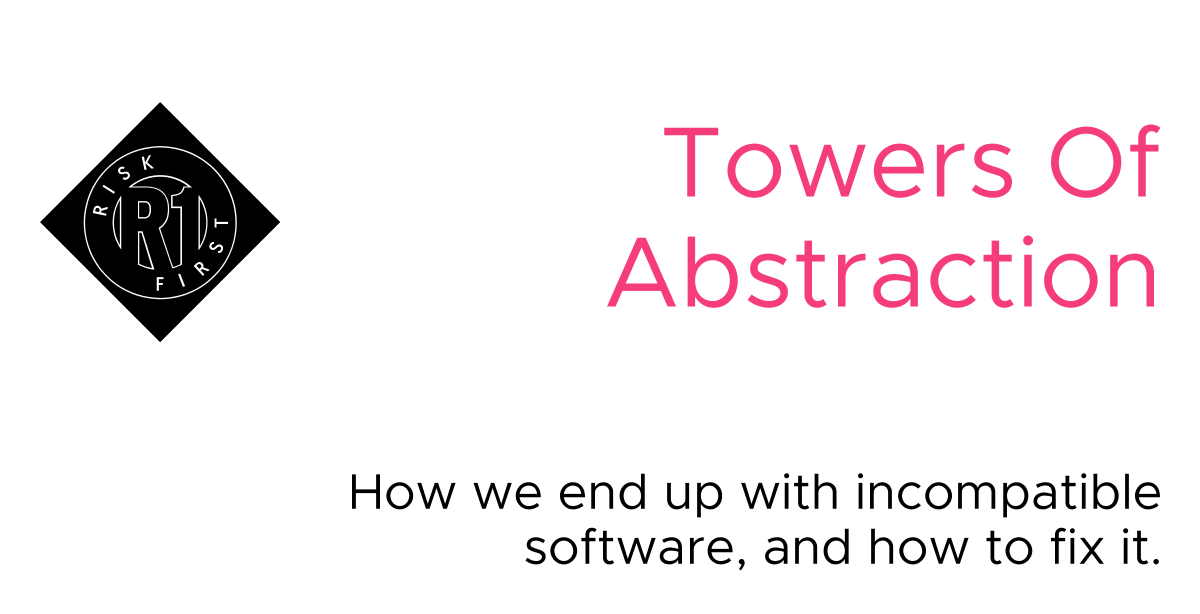 RISK
R1
FIRST
Towers Of
Abstraction
How we end up with incompatible
software, and how to fix it.